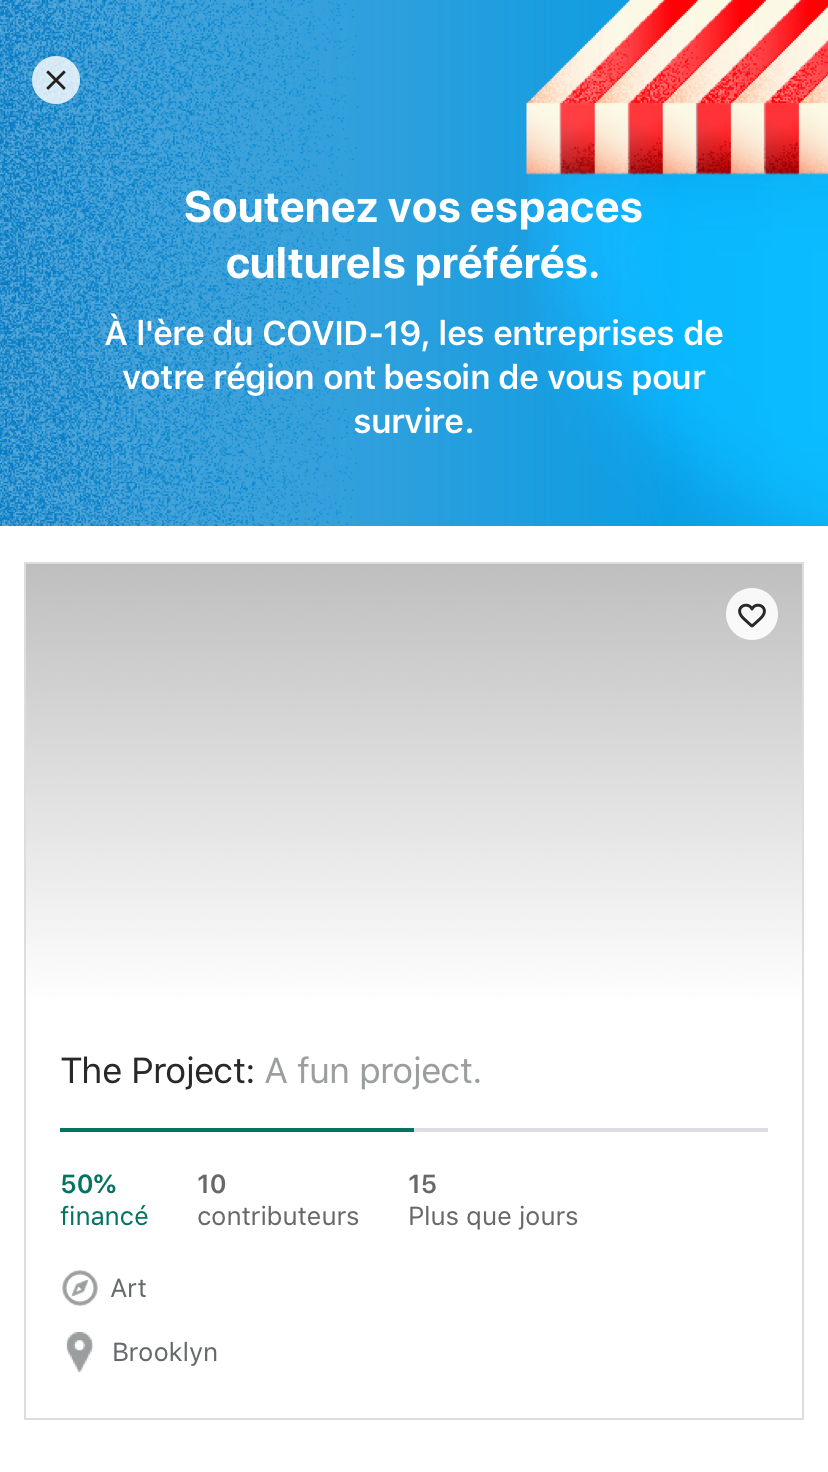 Soutenez vos espaces
culturels préférés.
À l'ère du COVID-19, les entreprises de
votre région ont besoin de vous pour
survire.
The Project: A fun project.
50%
financé
10
contributeurs
15
Plus que jours
Art
Brooklyn